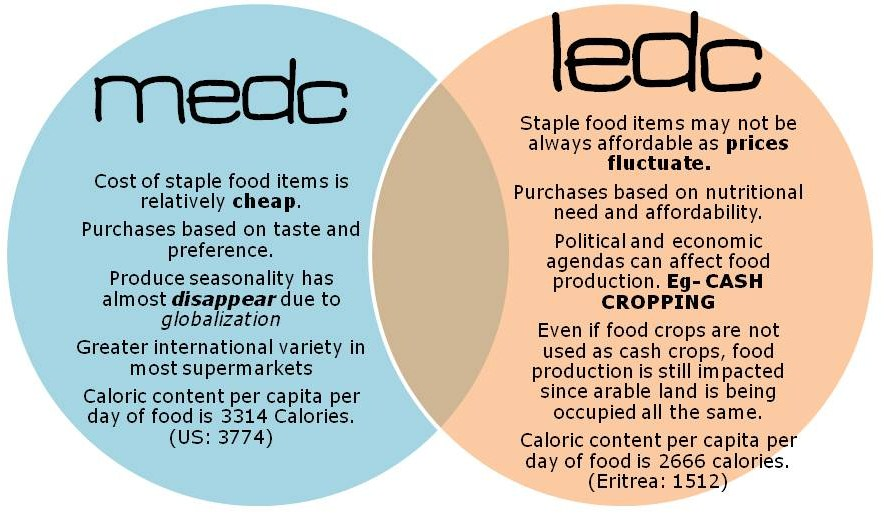 medc
Cost of staple food items is
relatively cheap.
Purchases based on taste and
preference.
Produce seasonality has
almost disappear due to
globalization
Greater international variety in
most supermarkets
Caloric content per capita per
day of food is 3314 Calories.
(US: 3774)
ledc
Staple food items may not be
always affordable as prices
fluctuate.
Purchases based on nutritional
need and affordability.
Political and economic
agendas can affect food
production. Eg- CASH
CROPPING
Even if food crops are not
used as cash crops, food
production is still impacted
since arable land is being
occupied all the same.
Caloric content per capita per
day of food is 2666 calories.
(Eritrea: 1512)